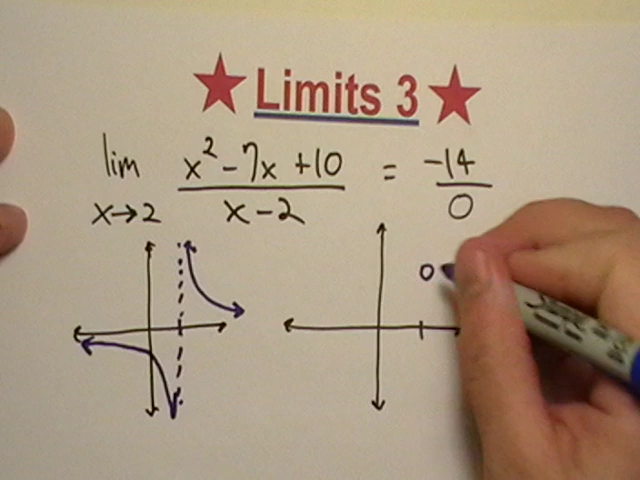 Limits 3
lim x² - 7x + 10 = -14
x→2 x - 2 0